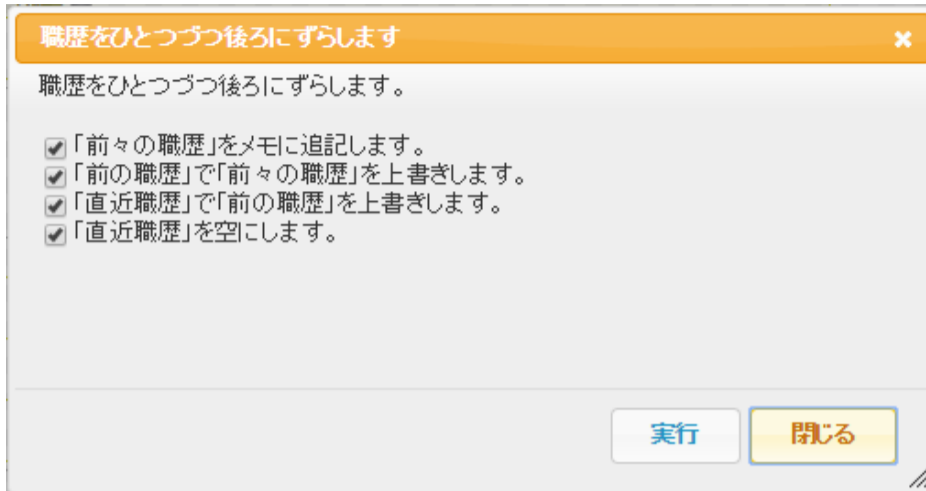 職歴をひとつづつ後ろにずらします
職歴をひとつづつ後ろにずらします。
「前々の職歴」をメモに追記します。
「前の職歴」で「前々の職歴」を上書きします。
「直近職歴」で「前の職歴」を上書きします。
「直近職歴」を空にします。
実行 閉じる